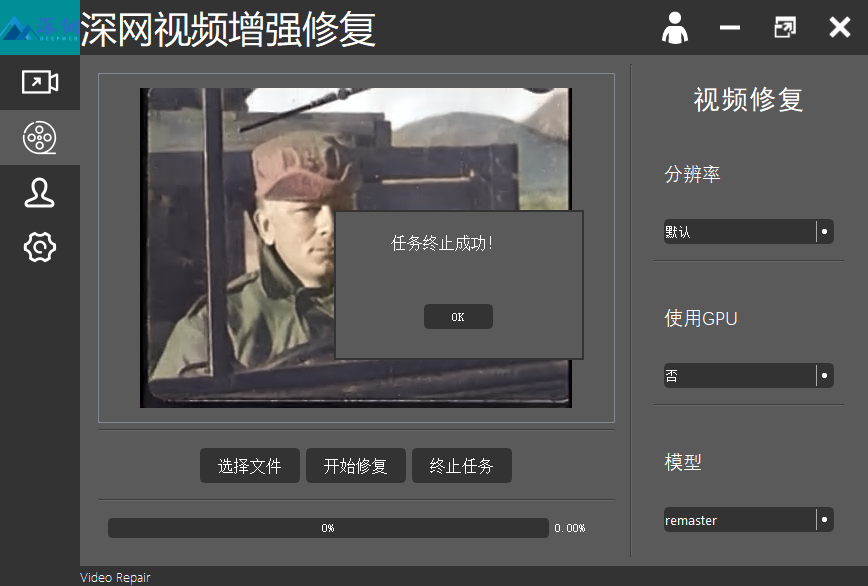 深网视频增强修复
视频修复
分辨率
默认
使用GPU
否
模型
remaster
任务终止成功!
OK
选择文件
开始修复
终止任务
0%
0.00%
Video Repair